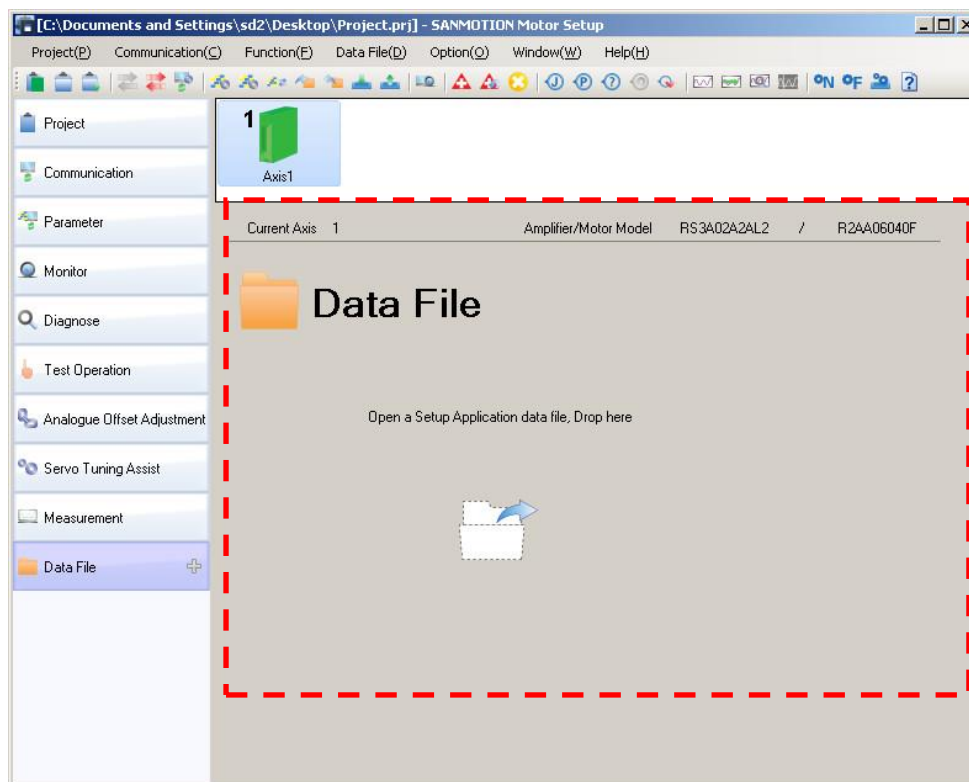 [C:\Documents and Settings\sd2\Desktop\Project.prj] - SANMOTION Motor Setup
Project(P) Communication(C) Function(F) Data File(D) Option(O) Window(W) Help(H)
J P ? °N °F ?
Project
Communication
Parameter
Monitor
Diagnose
Test Operation
Analogue Offset Adjustment
Servo Tuning Assist
Measurement
Data File
1
Axis1
Current Axis 1 Amplifier/Motor Model RS3A02A2AL2 / R2AA06040F
Data File
Open a Setup Application data file, Drop here